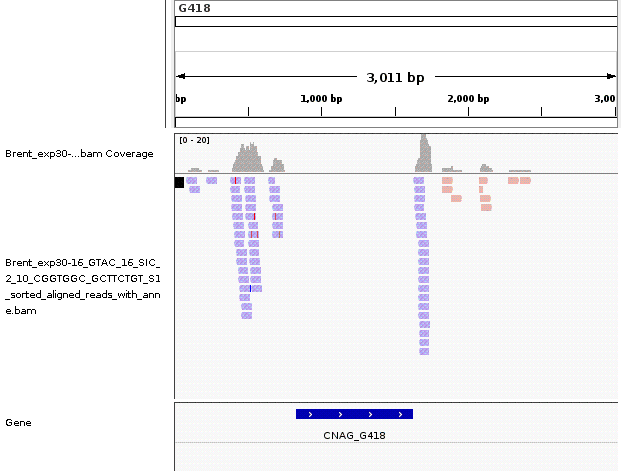 G418
3,011 bp
bp 1,000 bp 2,000 bp 3,00
[0 - 20]
Brent_exp30-...bam Coverage
Brent_exp30-16_GTAC_16_SIC_
2_10_CGGTGGC_GCTTCTGT_S1
_sorted_aligned_reads_with_ann
e.bam
Gene
CNAG_G418